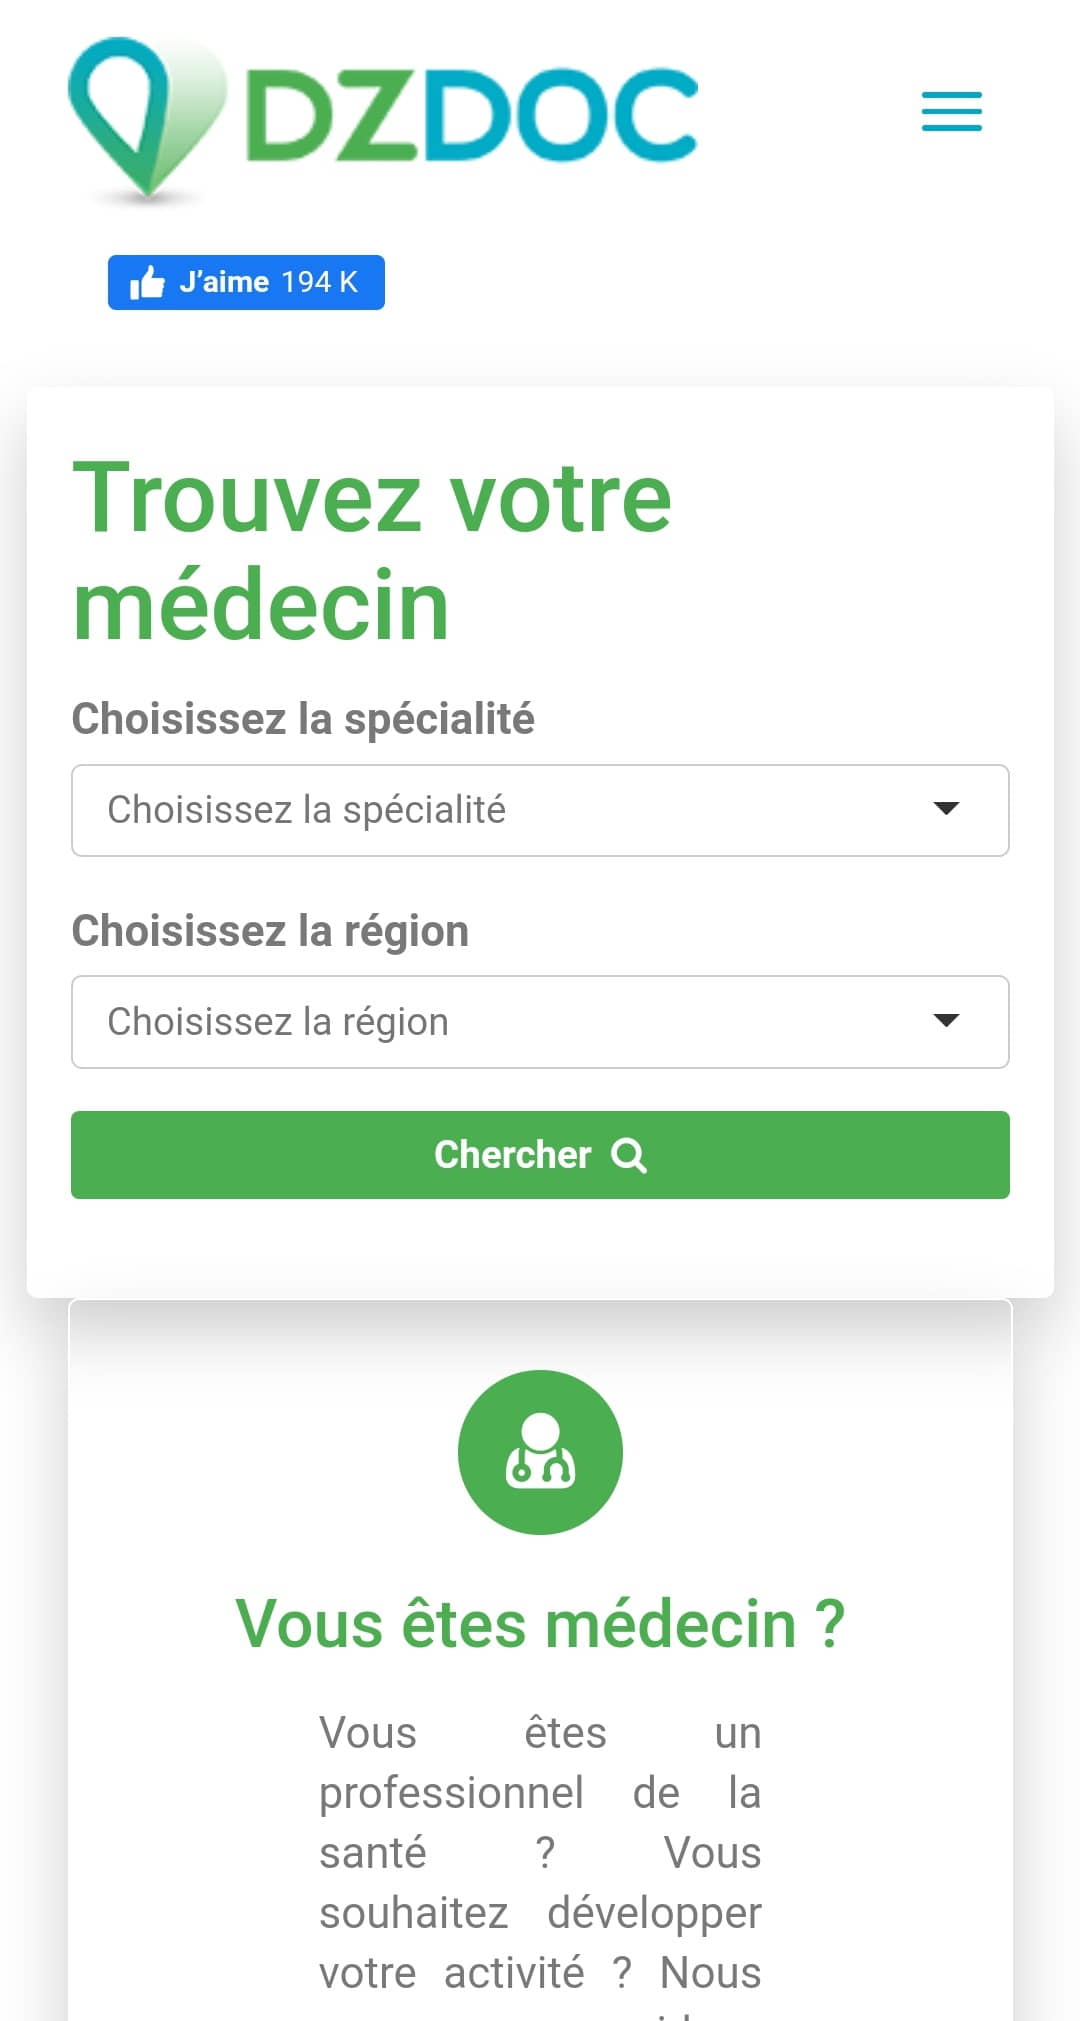 DZDOC
J'aime 194 K
Trouvez votre
médecin
Choisissez la spécialité
Choisissez la spécialité
Choisissez la région
Choisissez la région
Chercher
Vous êtes médecin ?
Vous êtes un
professionnel de la
santé ? Vous
souhaitez développer
votre activité ? Nous